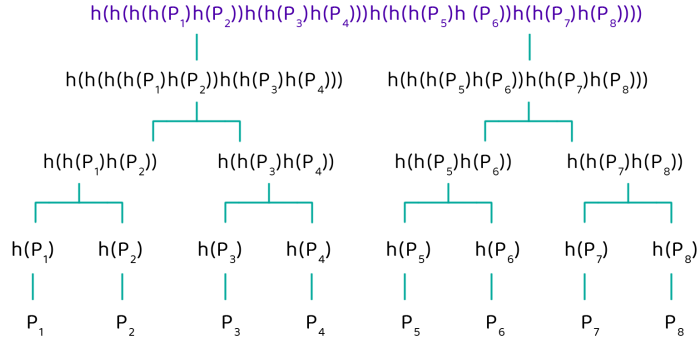 h(h(h(h(P₁)h(P₂))h(h(P₃)h(P₄)))h(h(h(P₅)h (P₆))h(h(P₇)h(P₈))))
h(h(h(h(P₁)h(P₂))h(h(P₃)h(P₄))) h(h(h(P₅)h(P₆))h(h(P₇)h(P₈)))
h(h(P₁)h(P₂)) h(h(P₃)h(P₄)) h(h(P₅)h(P₆)) h(h(P₇)h(P₈))
h(P₁) h(P₂) h(P₃) h(P₄) h(P₅) h(P₆) h(P₇) h(P₈)
P₁ P₂ P₃ P₄ P₅ P₆ P₇ P₈